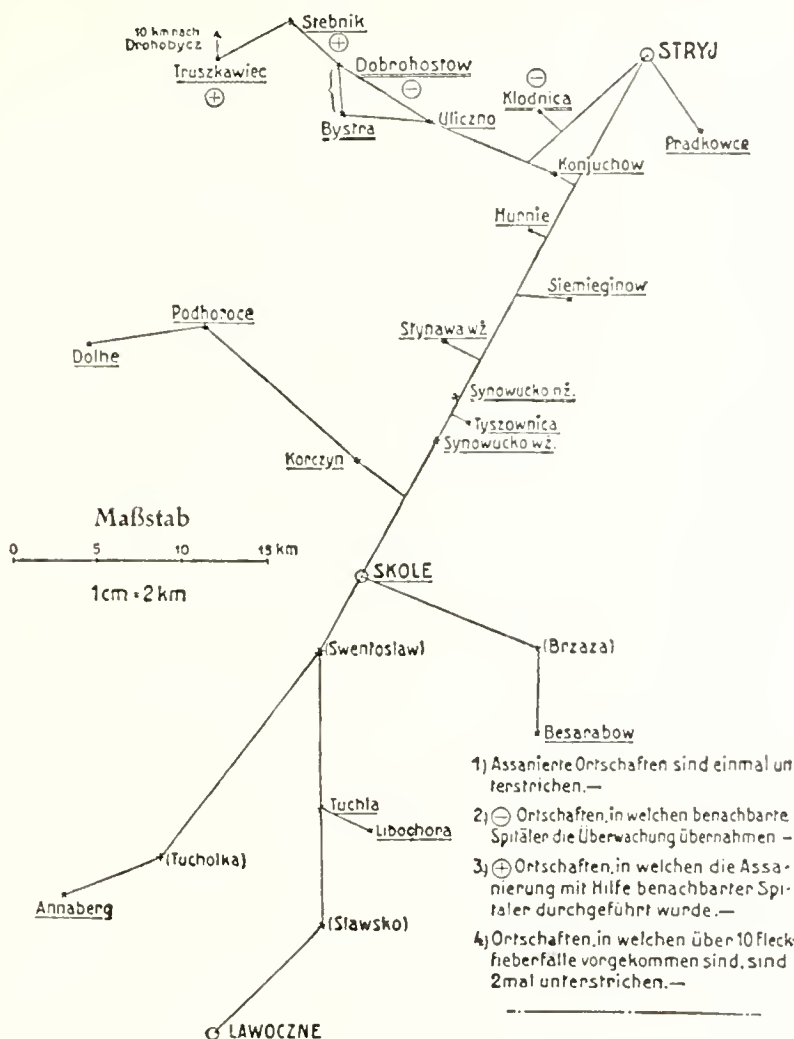 Stebnik
STRYJ
10 km nach
Drohobycz
Truszkawiec
Dobrohostow
Kłodnica
Bystra
Uliczno
Pradkowce
Konjuchow
Hurnie
Siemieginow
Podhoroce
Stynawa wż
Dolhe
Synowucko nż.
Tyszownica
Synowucko wż.
Korczyn
Maßstab
0 5 10 15 km
1cm = 2km
SKOLE
(Swentoslaw)
(Brzaza)
Besarabow
Tuchla
Libochora
(Tucholka)
Annaberg
(Slawsko)
LAWOCZNE
1) Assanierte Ortschaften sind einmal un
terstrichen.—
2) ⊖ Ortschaften, in welchen benachbarte
Spitäler die Überwachung übernahmen —
3) ⊕ Ortschaften, in welchen die Assa-
nierung mit Hilfe benachbarter Spi-
täler durchgeführt wurde.—
4) Ortschaften, in welchen über 10 Fleck-
fieberfälle vorgekommen sind, sind
2mal unterstrichen.—